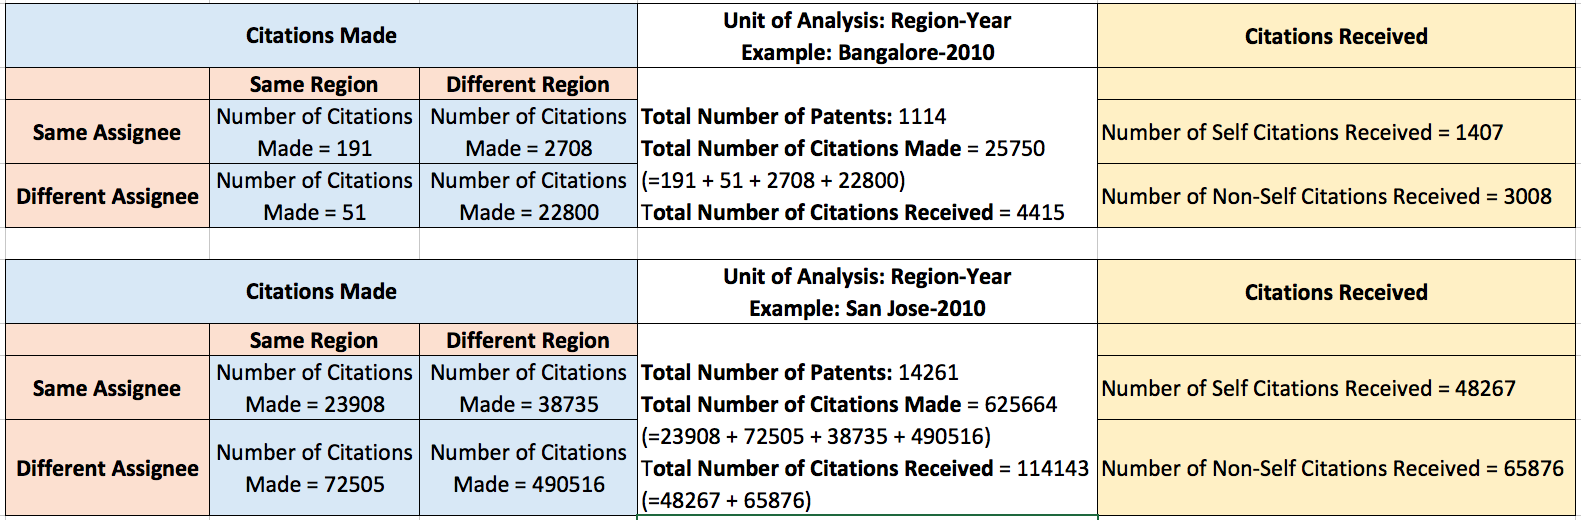 Citations Made
Unit of Analysis: Region-Year
Example: Bangalore-2010
Citations Received
Same Region
Different Region
Same Assignee
Number of Citations
Made = 191
Number of Citations
Made = 2708
Total Number of Patents: 1114
Total Number of Citations Made = 25750
(=191 + 51 + 2708 + 22800)
Total Number of Citations Received = 4415
Number of Self Citations Received = 1407
Different Assignee
Number of Citations
Made = 51
Number of Citations
Made = 22800
Number of Non-Self Citations Received = 3008
Citations Made
Unit of Analysis: Region-Year
Example: San Jose-2010
Citations Received
Same Region
Different Region
Same Assignee
Number of Citations
Made = 23908
Number of Citations
Made = 38735
Total Number of Patents: 14261
Total Number of Citations Made = 625664
(=23908 + 72505 + 38735 + 490516)
Total Number of Citations Received = 114143
(=48267 + 65876)
Number of Self Citations Received = 48267
Different Assignee
Number of Citations
Made = 72505
Number of Citations
Made = 490516
Number of Non-Self Citations Received = 65876